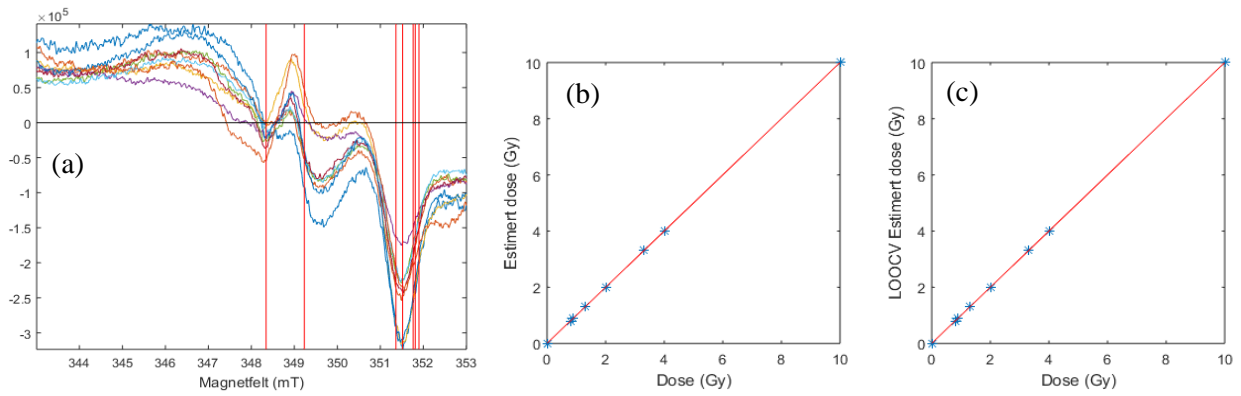 ×10⁵
1
0.5
0
-0.5
-1
-1.5
-2
-2.5
-3
(a)
344 345 346 347 348 349 350 351 352 353
Magnetfelt (mT)
10
8
6
4
2
0
Estimert dose (Gy)
(b)
0 2 4 6 8 10
Dose (Gy)
10
8
6
4
2
0
LOOCV Estimert dose (Gy)
(c)
0 2 4 6 8 10
Dose (Gy)